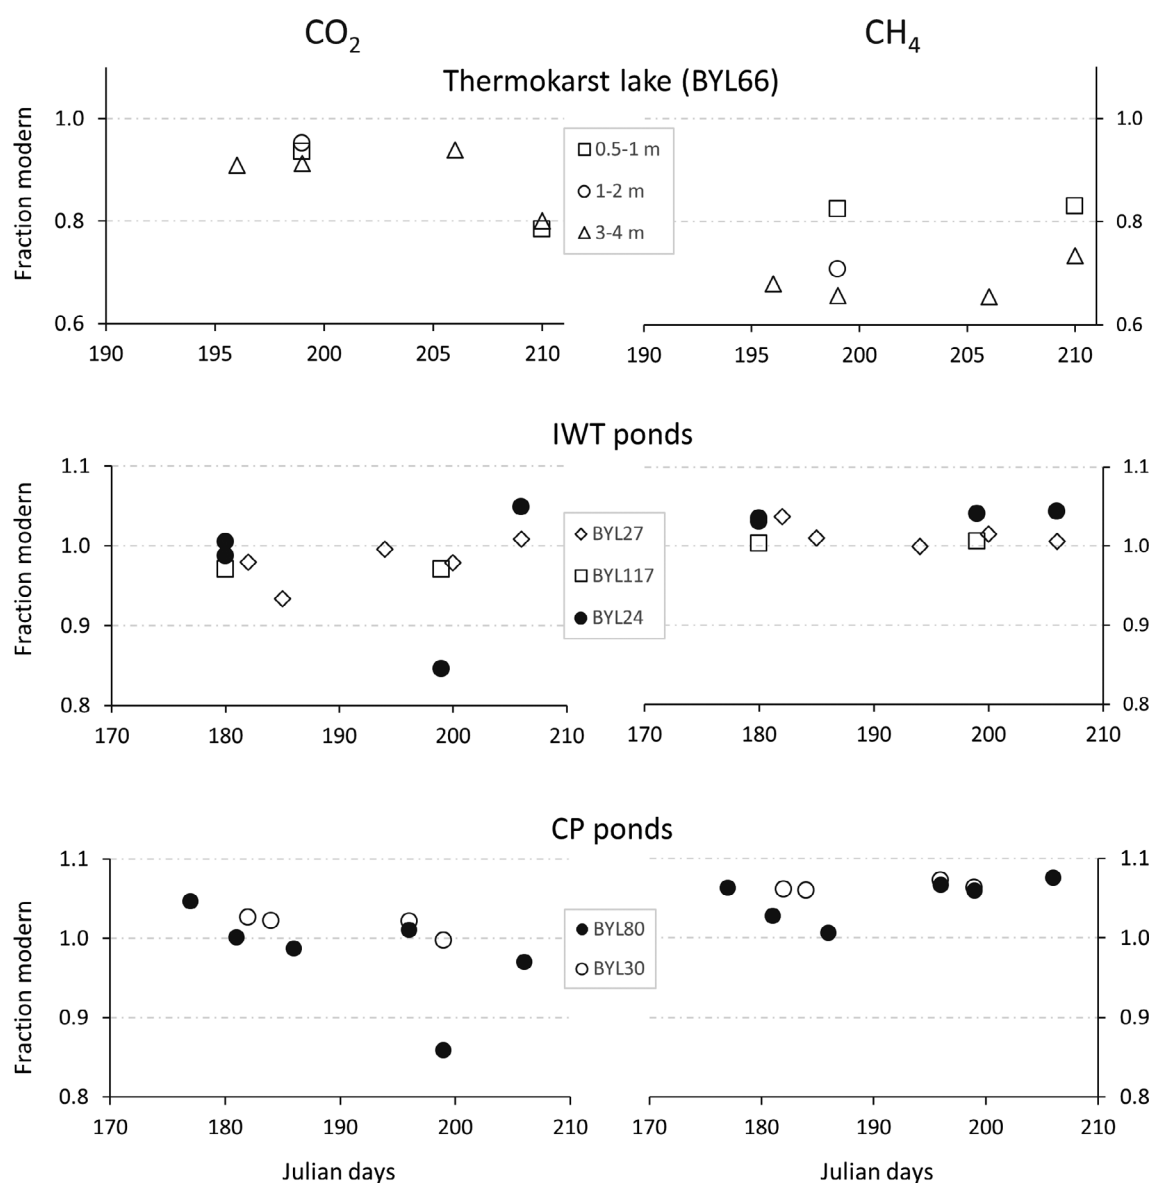 CO2 CH4
Thermokarst lake (BYL66)
Fraction modern
1.0
0.8
0.6
190 195 200 205 210
0.5-1 m
1-2 m
3-4 m
1.0
0.8
0.6
190 195 200 205 210
IWT ponds
Fraction modern
1.1
1.0
0.9
0.8
170 180 190 200 210
BYL27
BYL117
BYL24
1.1
1.0
0.9
0.8
170 180 190 200 210
CP ponds
Fraction modern
1.1
1.0
0.9
0.8
170 180 190 200 210
Julian days
BYL80
BYL30
1.1
1.0
0.9
0.8
170 180 190 200 210
Julian days